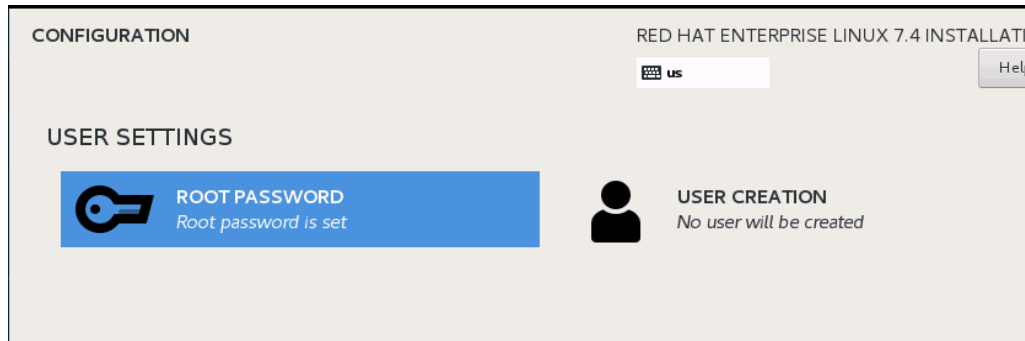 CONFIGURATION
RED HAT ENTERPRISE LINUX 7.4 INSTALLATI
us
Help
USER SETTINGS
ROOT PASSWORD
Root password is set
USER CREATION
No user will be created